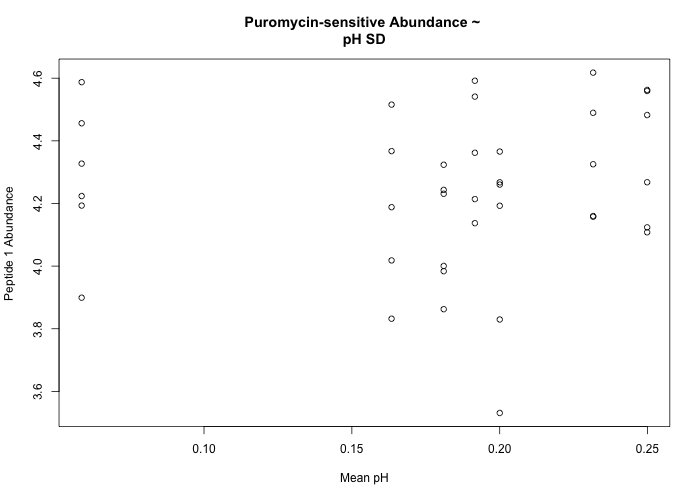 Puromycin-sensitive Abundance ~
pH SD
4.6
4.4
4.2
4.0
3.8
3.6
Peptide 1 Abundance
0.10
0.15
0.20
0.25
Mean pH